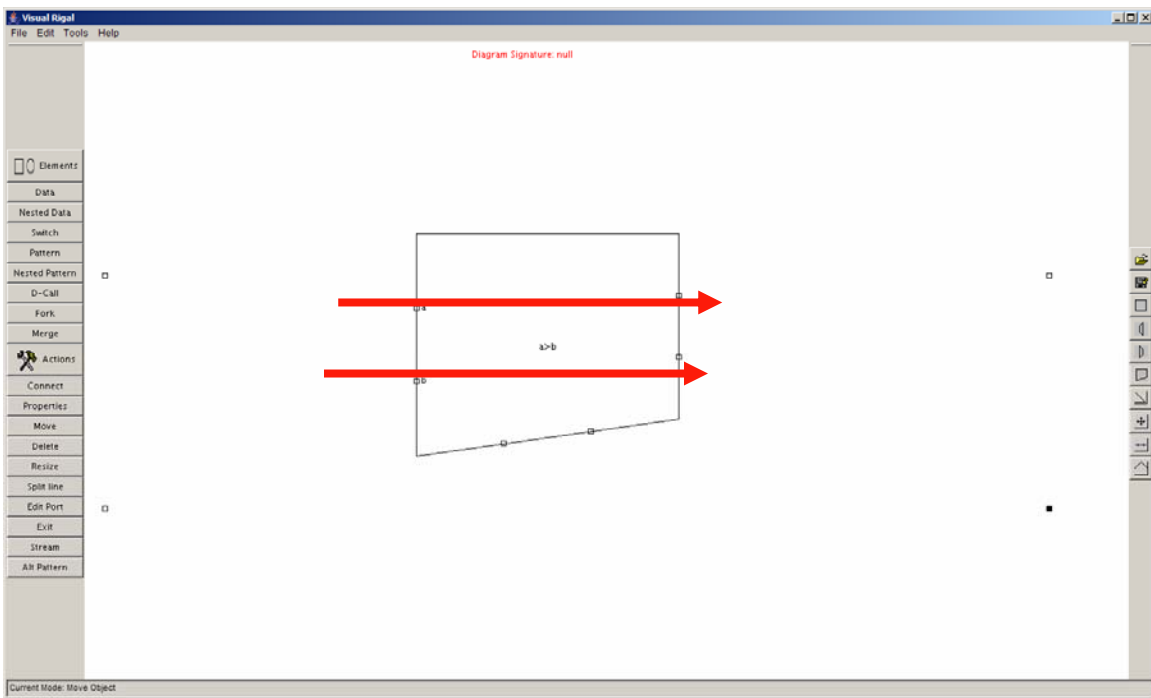 Visual Rigal
File Edit Tools Help
Diagram Signature: null
Elements
Data
Nested Data
Switch
Pattern
Nested Pattern
D-Call
Fork
Merge
Actions
Connect
Properties
Move
Delete
Resize
Split line
Edit Port
Exit
Stream
Alt Pattern
a
a>b
b
Current Mode: Move Object